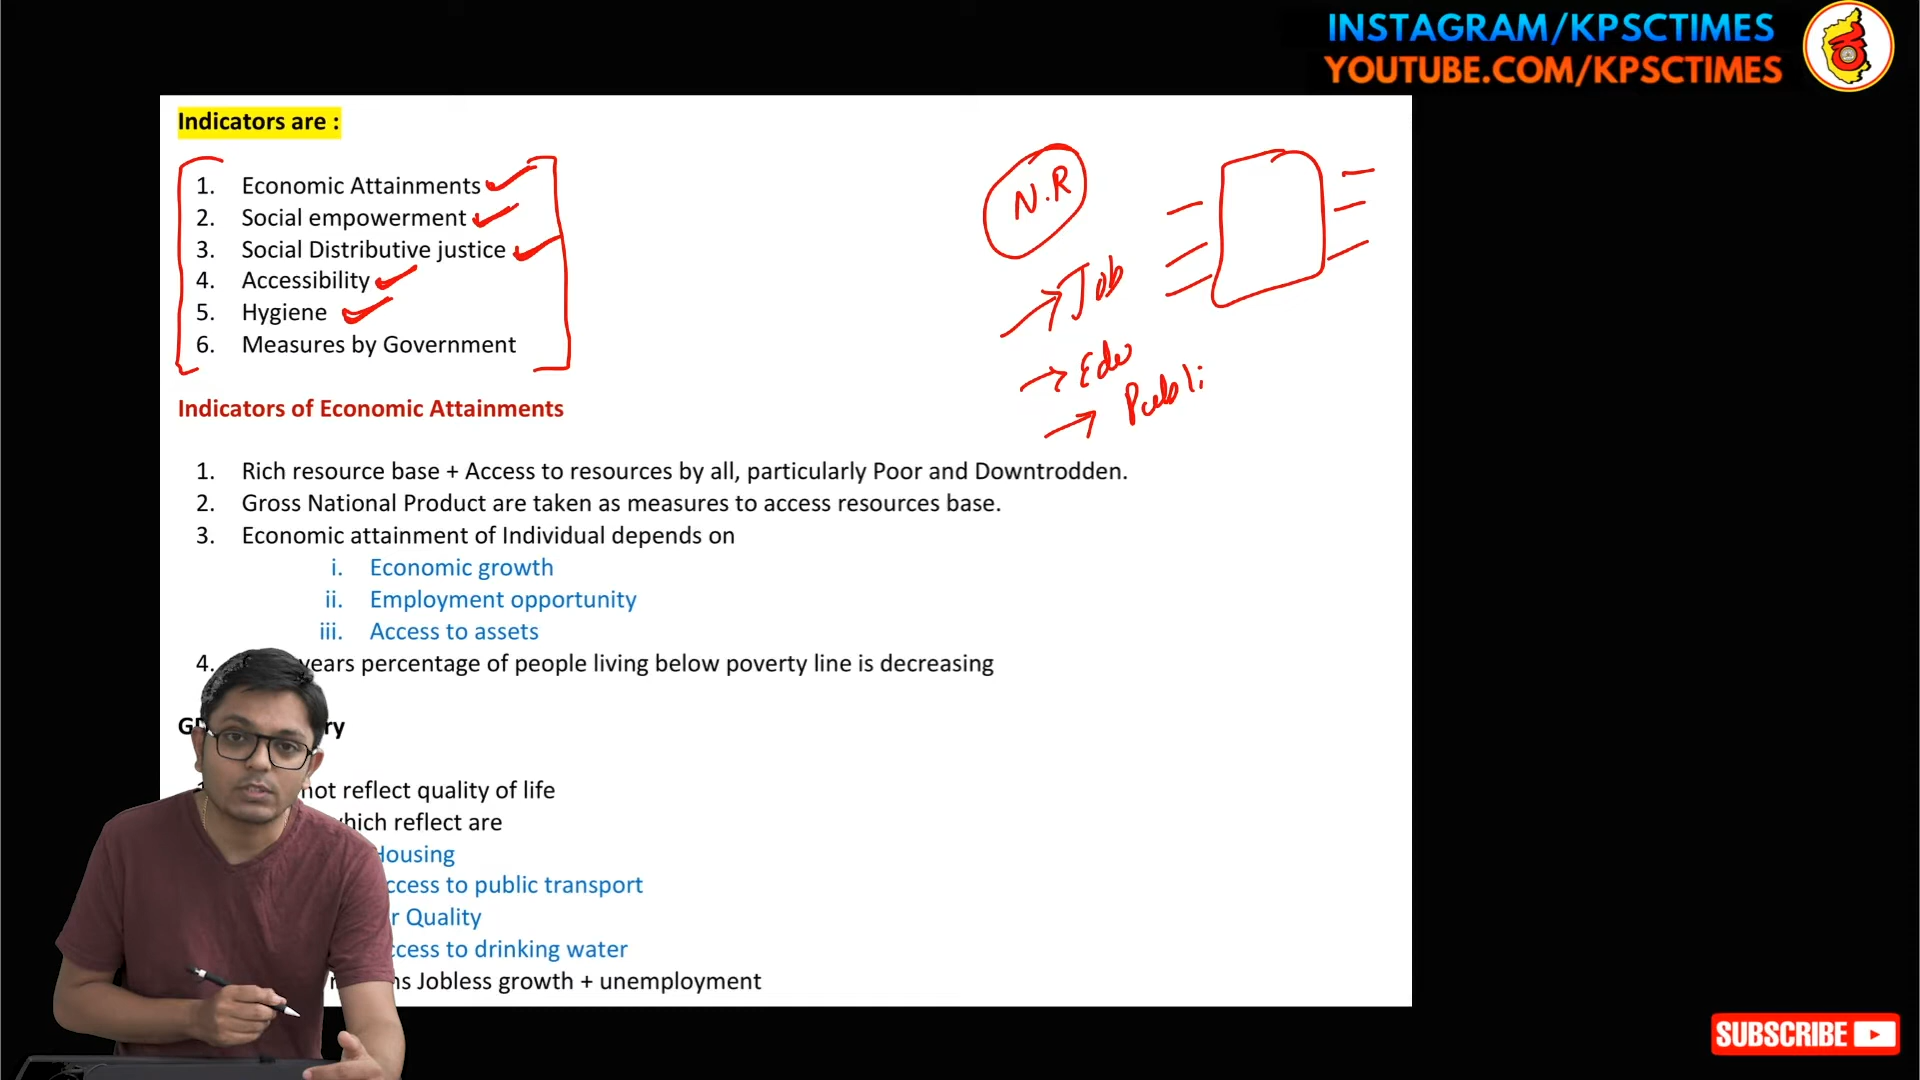 INSTAGRAM/KPSCTIMES
YOUTUBE.COM/KPSCTIMES
Indicators are :
1. Economic Attainments
2. Social empowerment
3. Social Distributive justice
4. Accessibility
5. Hygiene
6. Measures by Government
N.R
Job
Edu
Publi
Indicators of Economic Attainments
1. Rich resource base + Access to resources by all, particularly Poor and Downtrodden.
2. Gross National Product are taken as measures to access resources base.
3. Economic attainment of Individual depends on
i. Economic growth
ii. Employment opportunity
iii. Access to assets
4. years percentage of people living below poverty line is decreasing
not reflect quality of life
which reflect are
Housing
ccess to public transport
r Quality
ccess to drinking water
Jobless growth + unemployment
SUBSCRIBE